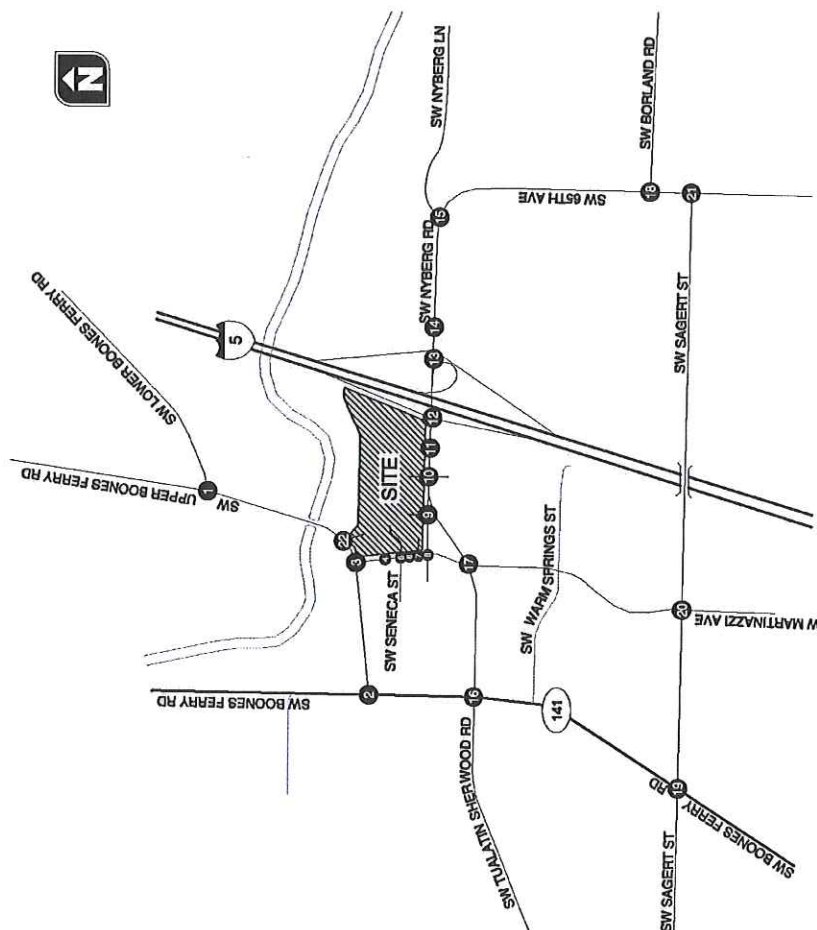 N
SW NYBERG LN
SW BORLAND RD
SW 65TH AVE
SW NYBERG RD
SW LOWER BOONES FERRY RD
5
SW SAGERT ST
SW
UPPER BOONES FERRY RD
SITE
SW SENECA ST
SW WARM SPRINGS ST
W MARTINAZZI AVE
SW BOONES FERRY RD
141
SW TUALATIN SHERWOOD RD
SW BOONES FERRY
RD
SW SAGERT ST
1
2
3
4
8
9
10
11
12
13
14
15
16
17
18
19
20
21
22